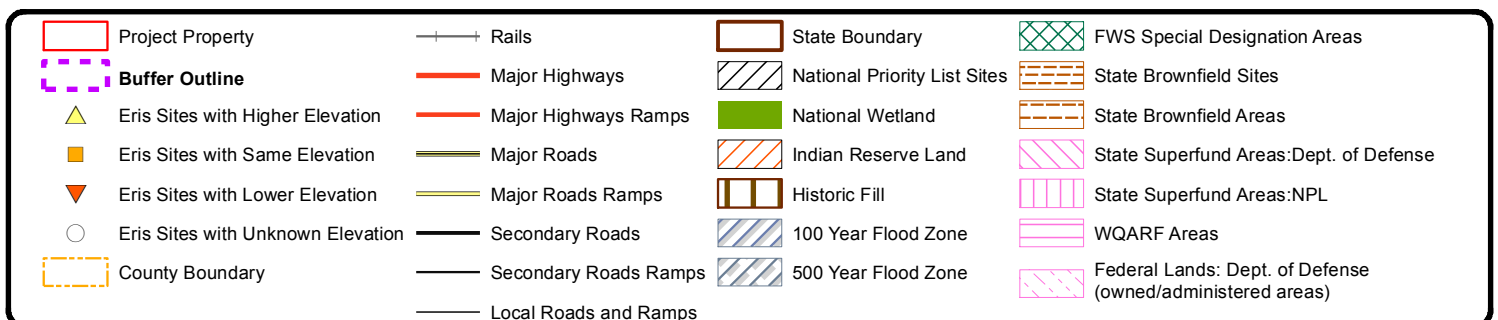 Project Property
Buffer Outline
Eris Sites with Higher Elevation
Eris Sites with Same Elevation
Eris Sites with Lower Elevation
Eris Sites with Unknown Elevation
County Boundary
Rails
Major Highways
Major Highways Ramps
Major Roads
Major Roads Ramps
Secondary Roads
Secondary Roads Ramps
Local Roads and Ramps
State Boundary
National Priority List Sites
National Wetland
Indian Reserve Land
Historic Fill
100 Year Flood Zone
500 Year Flood Zone
FWS Special Designation Areas
State Brownfield Sites
State Brownfield Areas
State Superfund Areas:Dept. of Defense
State Superfund Areas:NPL
WQARF Areas
Federal Lands: Dept. of Defense
(owned/administered areas)